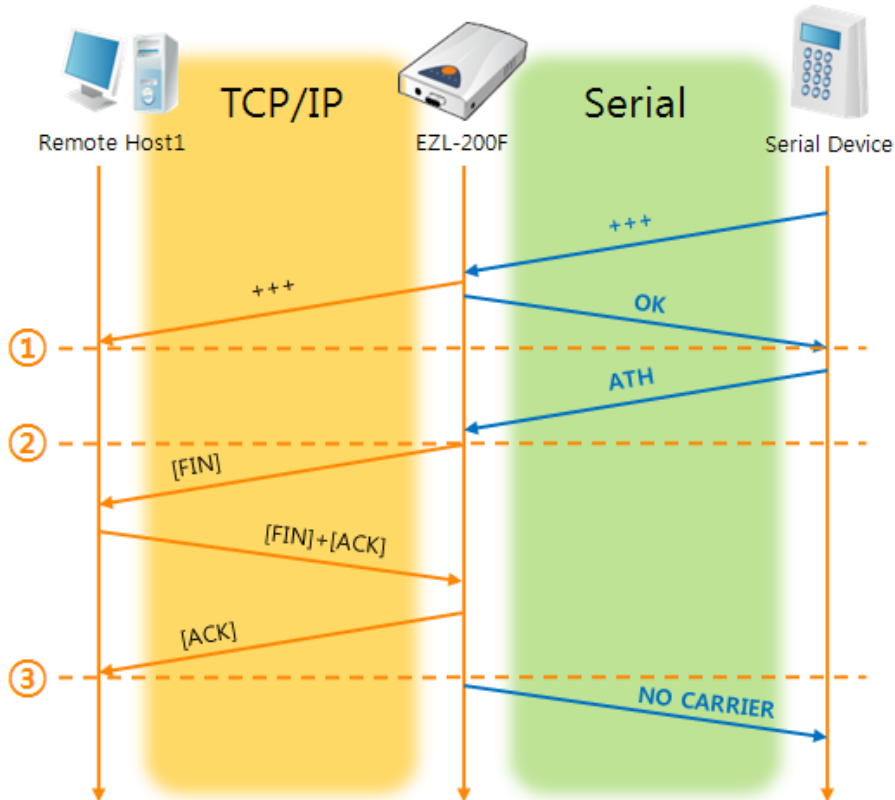 TCP/IP
Serial
Remote Host1
EZL-200F
Serial Device
+++
+++
OK
①
ATH
②
[FIN]
[FIN]+[ACK]
[ACK]
③
NO CARRIER